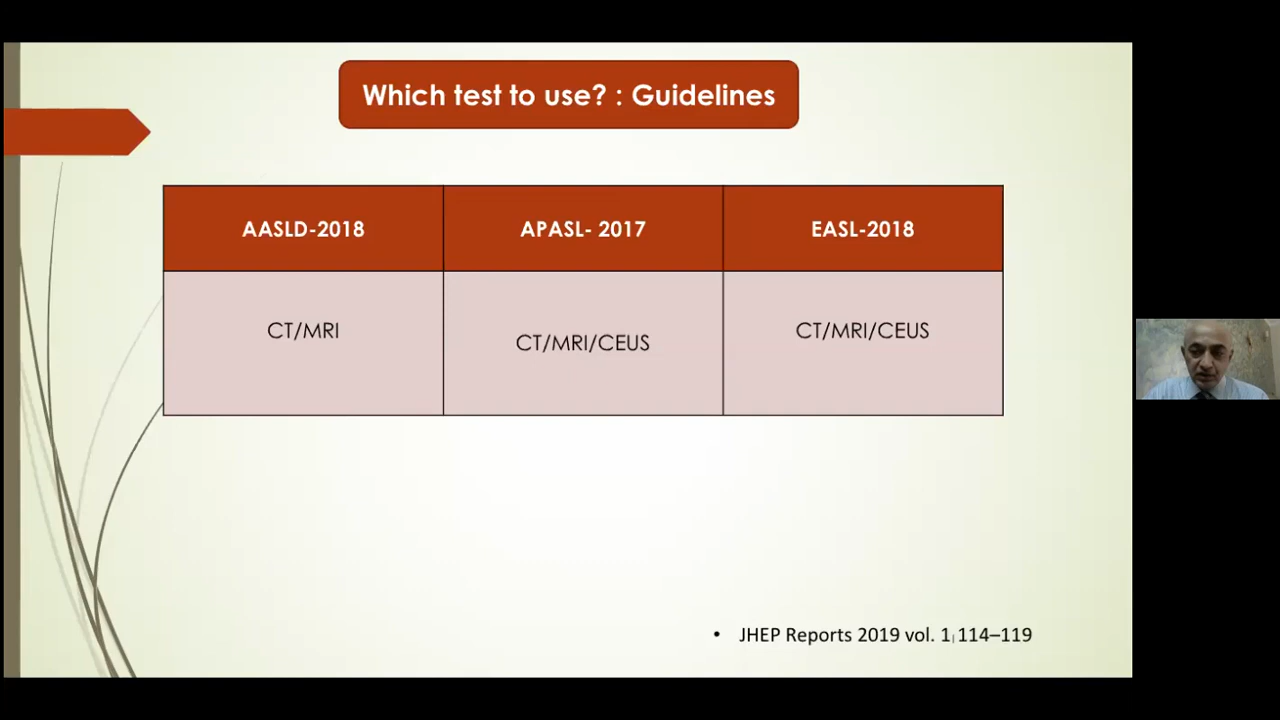 Which test to use? : Guidelines
AASLD-2018
APASL- 2017
EASL-2018
CT/MRI
CT/MRI/CEUS
CT/MRI/CEUS
• JHEP Reports 2019 vol. 1 114–119